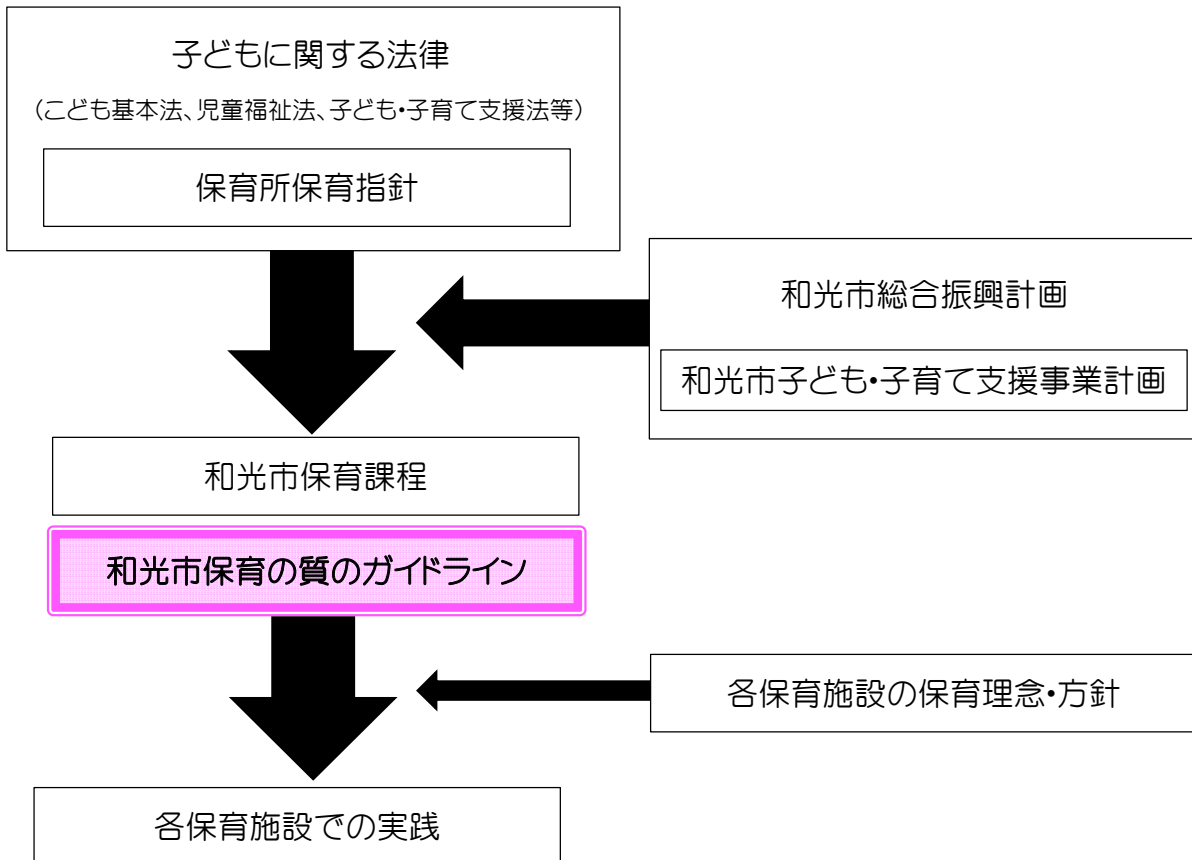 子どもに関する法律
（こども基本法、児童福祉法、子ども・子育て支援法等）
保育所保育指針
和光市総合振興計画
和光市子ども・子育て支援事業計画
和光市保育課程
和光市保育の質のガイドライン
各保育施設の保育理念・方針
各保育施設での実践